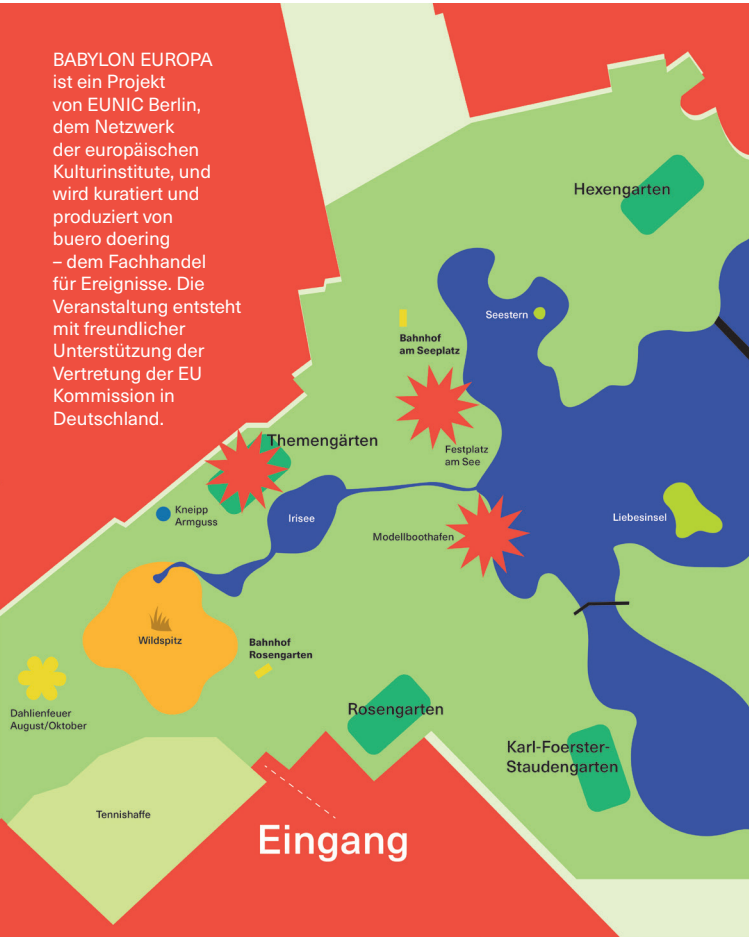 BABYLON EUROPA
ist ein Projekt
von EUNIC Berlin,
dem Netzwerk
der europäischen
Kulturinstitute, und
wird kuratiert und
produziert von
buero doering
– dem Fachhandel
für Ereignisse. Die
Veranstaltung entsteht
mit freundlicher
Unterstützung der
Vertretung der EU
Kommission in
Deutschland.
Hexengarten
Seestern
Bahnhof
am Seeplatz
Themengärten
Festplatz
am See
Kneipp
Armguss
Irisee
Liebesinsel
Modellboothafen
Wildspitz
Bahnhof
Rosengarten
Dahlienfeuer
August/Oktober
Rosengarten
Karl-Foerster-
Staudengarten
Tennishaffe
Eingang